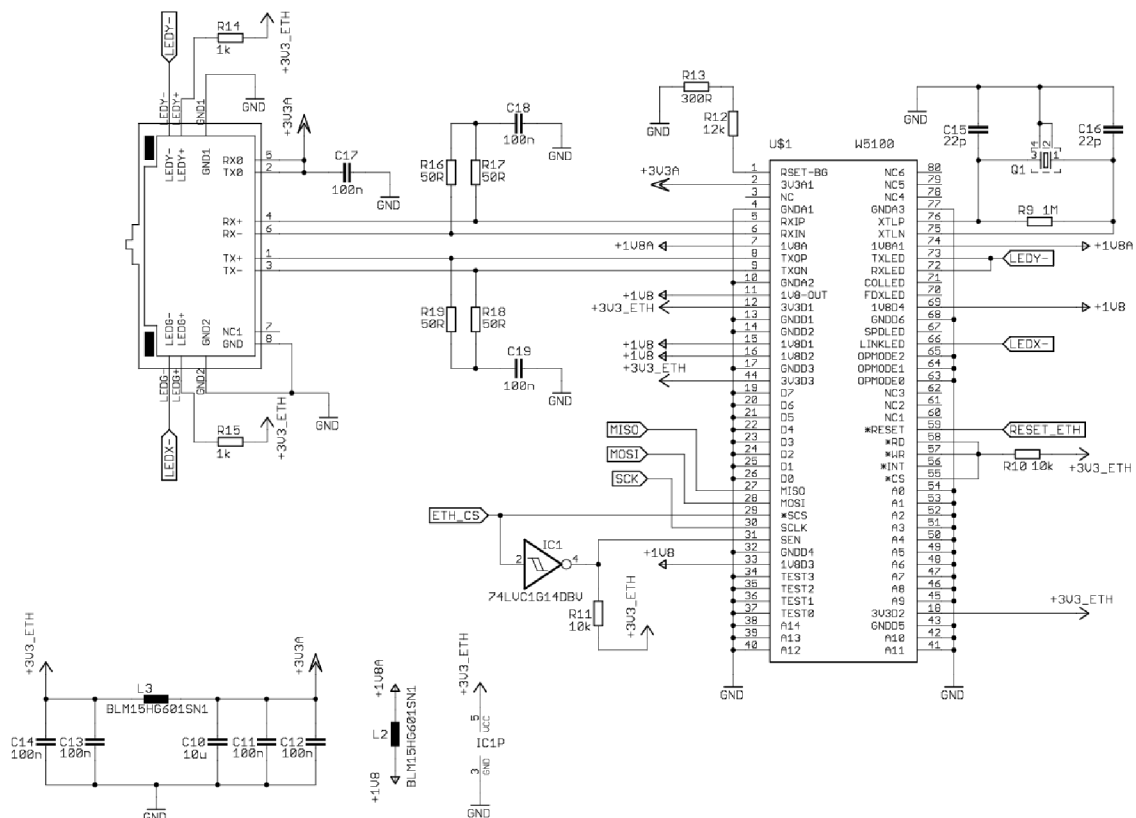 LEDY-
R14
1k
+3V3_ETH
LEDY-
LEDY+
GND1
GND
+3V3A
LEDY-
LEDY+
GND1
RX0
TX0
5
2
C17
100n
GND
RX+
RX-
TX+
TX-
4
6
1
3
LEDG-
LEDG+
GND2
NC1
GND
7
8
LEDG-
LEDG+
GND2
GND
R15
1k
+3V3_ETH
LEDX-
C18
100n
GND
R16
50R
R17
50R
R19
50R
R18
50R
C19
100n
GND
R13
300R
GND
R12
12k
U$1
W5100
+3V3A
+1V8A
+1V8
+3V3_ETH
+1V8
+1V8
+3V3_ETH
1 RSET-BG
2 3V3A1
3 NC
4 GNDA1
5 RXIP
6 RXIN
7 1V8A
8 TXOP
9 TXON
10 GNDA2
11 1V8-OUT
12 3V3D1
13 GNDD1
14 GNDD2
15 1V8D1
16 1V8D2
17 GNDD3
44 3V3D3
19 D7
20 D6
21 D5
22 D4
23 D3
24 D2
25 D1
26 D0
27 MISO
28 MOSI
29 *SCS
30 SCLK
31 SEN
32 GNDD4
33 1V8D3
34 TEST3
35 TEST2
36 TEST1
37 TEST0
38 A14
39 A13
40 A12
GND
NC6 80
NC5 79
NC4 78
GNDA3 77
XTLP 76
XTLN 75
1V8A1 74
TXLED 73
RXLED 72
COLLED 71
FDXLED 70
1V8D4 69
GNDD6 68
SPDLED 67
LINKLED 66
OPMODE2 65
OPMODE1 64
OPMODE0 63
NC3 62
NC2 61
NC1 60
*RESET 59
*RD 58
*WR 57
*INT 56
*CS 55
A0 54
A1 53
A2 52
A3 51
A4 50
A5 49
A6 48
A7 47
A8 46
A9 45
3V3D2 18
GNDD5 43
A10 42
A11 41
GND
GND
C15
22p
C16
22p
4
2
3
1
Q1
R9 1M
+1V8A
LEDY-
+1V8
LEDX-
RESET_ETH
R10 10k
+3V3_ETH
+3V3_ETH
MISO
MOSI
SCK
ETH_CS
IC1
2
4
74LVC1G14DBV
+1V8
R11
10k
+3V3_ETH
+3V3_ETH
+3V3A
L3
BLM15HG601SN1
C14
100n
C13
100n
C10
10u
C11
100n
C12
100n
GND
+1V8A
L2
BLM15HG601SN1
+1V8
+3V3_ETH
5
VCC
IC1P
3
GND
GND